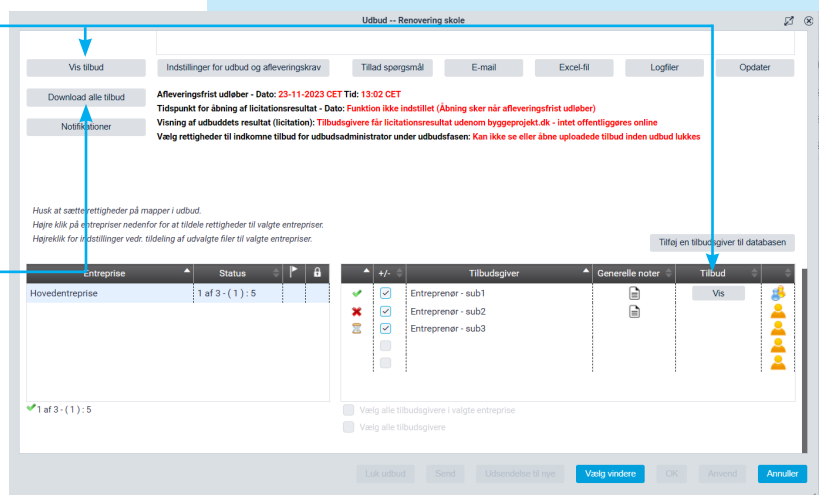 Udbud -- Renovering skole
Vis tilbud
Indstillinger for udbud og afleveringskrav
Tillad spørgsmål
E-mail
Excel-fil
Logfiler
Opdater
Download alle tilbud
Notifikationer
Afleveringsfrist udløber - Dato: 23-11-2023 CET Tid: 13:02 CET
Tidspunkt for åbning af licitationsresultat - Dato: Funktion ikke indstillet (Åbning sker når afleveringsfrist udløber)
Visning af udbuddets resultat (licitation): Tilbudsgivere får licitationsresultat udenom byggeprojekt.dk - intet offentliggøres online
Vælg rettigheder til indkomne tilbud for udbudsadministrator under udbudsfasen: Kan ikke se eller åbne uploadede tilbud inden udbud lukkes
Husk at sætte rettigheder på mapper i udbud.
Højre klik på entrepriser nedenfor for at tildele rettigheder til valgte entrepriser.
Højreklik for indstillinger vedr. tildeling af udvalgte filer til valgte entrepriser.
Tilføj en tilbudsgiver til databasen
Entreprise Status
Hovedentreprise 1 af 3 - ( 1 ) : 5
+/- Tilbudsgiver Generelle noter Tilbud
Entreprenør - sub1 Vis
Entreprenør - sub2
Entreprenør - sub3
1 af 3 - ( 1 ) : 5
Vælg alle tilbudsgivere i valgte entreprise
Vælg alle tilbudsgivere
Luk udbud
Send
Udsendelse til nye
Vælg vindere
OK
Anvend
Annuller